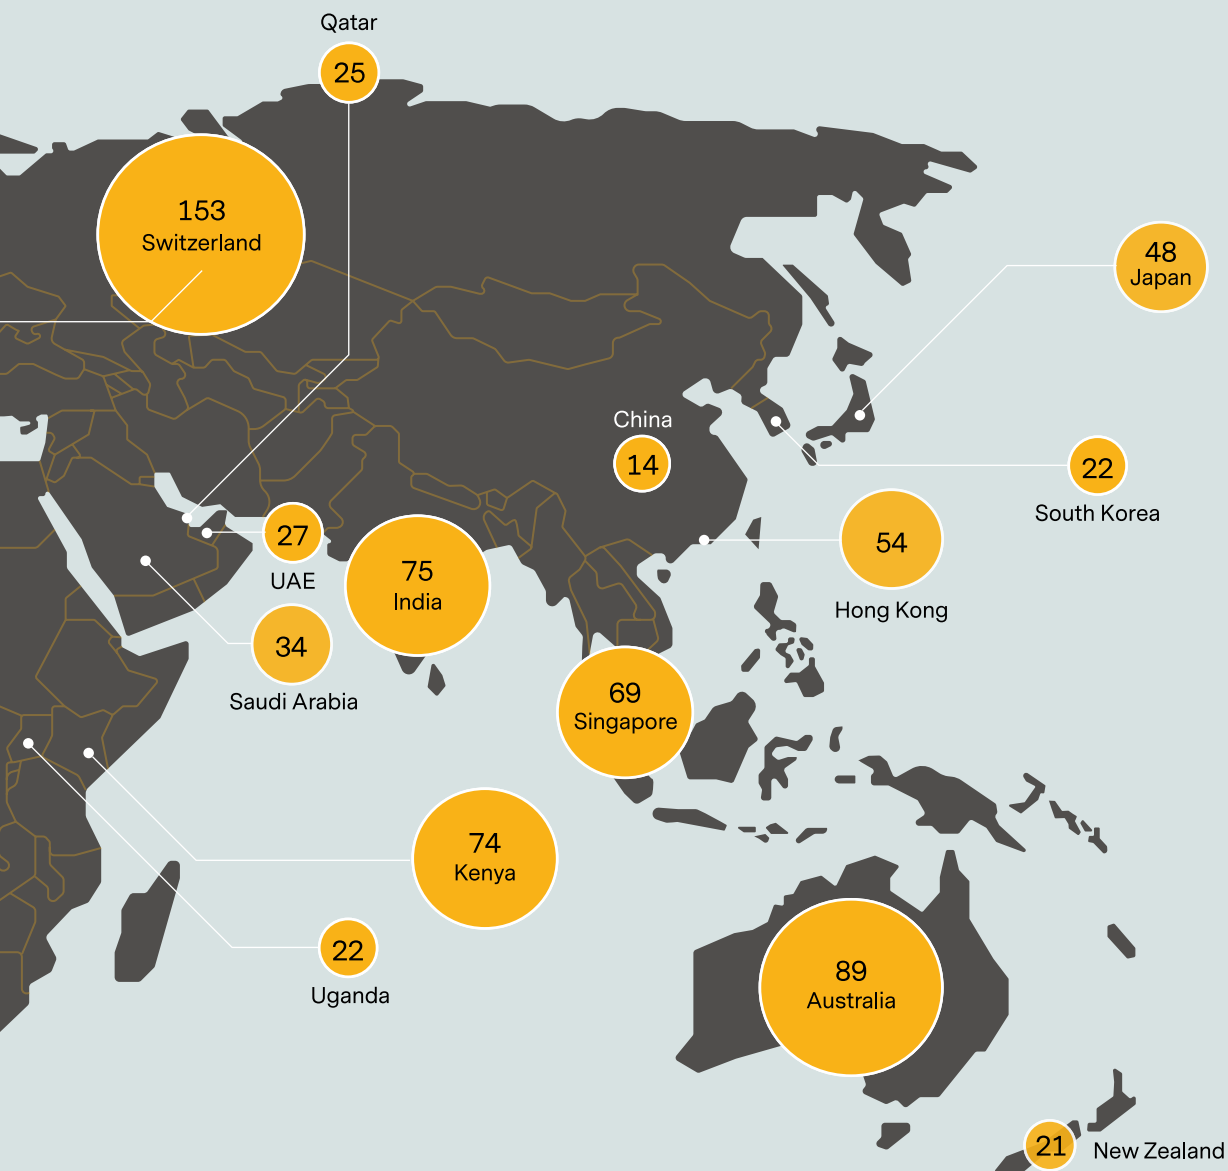 Qatar
25
153
Switzerland
48
Japan
China
14
22
South Korea
27
UAE
75
India
54
Hong Kong
34
Saudi Arabia
69
Singapore
74
Kenya
22
Uganda
89
Australia
21
New Zealand